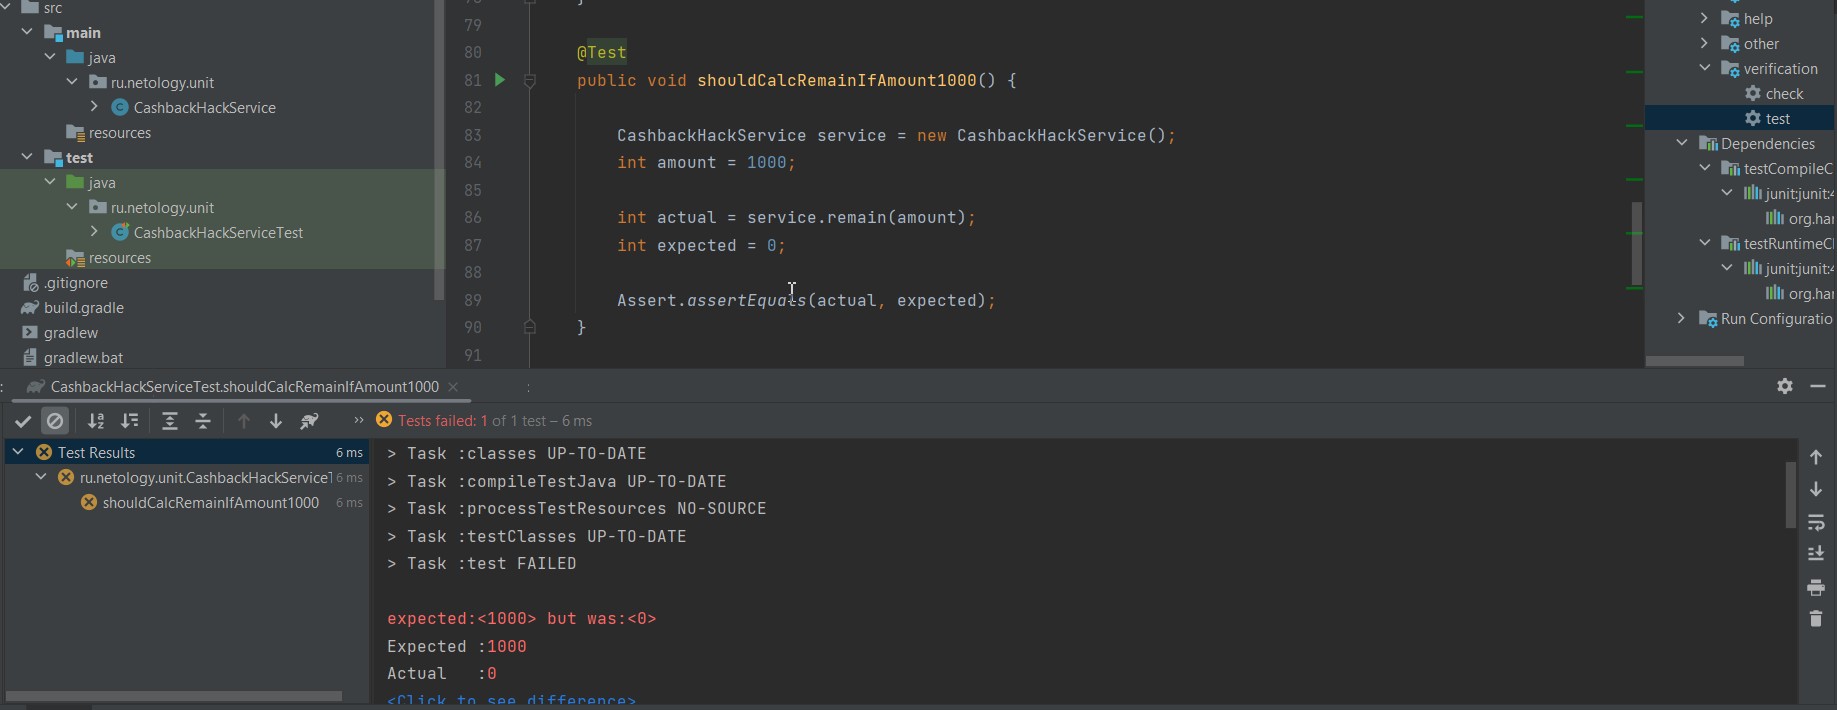 src
main
java
ru.netology.unit
CashbackHackService
resources
test
java
ru.netology.unit
CashbackHackServiceTest
resources
.gitignore
build.gradle
gradlew
gradlew.bat
79
80 @Test
81 public void shouldCalcRemainIfAmount1000() {
82
83 CashbackHackService service = new CashbackHackService();
84 int amount = 1000;
85
86 int actual = service.remain(amount);
87 int expected = 0;
88
89 Assert.assertEquals(actual, expected);
90 }
91
help
other
verification
check
test
Dependencies
testCompileC
junit:junit:4
org.har
testRuntimeCl
junit:junit:4
org.har
Run Configuratio
: CashbackHackServiceTest.shouldCalcRemainIfAmount1000 :
» Tests failed: 1 of 1 test – 6 ms
Test Results 6 ms
ru.netology.unit.CashbackHackServiceT 6 ms
shouldCalcRemainIfAmount1000 6 ms
> Task :classes UP-TO-DATE
> Task :compileTestJava UP-TO-DATE
> Task :processTestResources NO-SOURCE
> Task :testClasses UP-TO-DATE
> Task :test FAILED
expected:<1000> but was:<0>
Expected :1000
Actual :0
<Click to see difference>